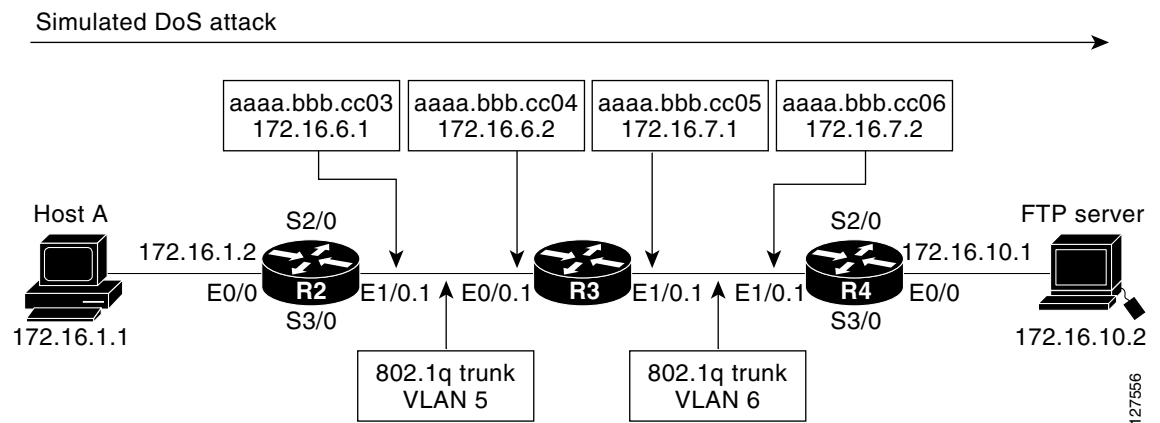 Simulated DoS attack
aaaa.bbb.cc03
172.16.6.1
aaaa.bbb.cc04
172.16.6.2
aaaa.bbb.cc05
172.16.7.1
aaaa.bbb.cc06
172.16.7.2
Host A
172.16.1.1
172.16.1.2
E0/0
S2/0
R2
S3/0
E1/0.1
802.1q trunk
VLAN 5
E0/0.1
R3
E1/0.1
802.1q trunk
VLAN 6
E1/0.1
S2/0
R4
S3/0
172.16.10.1
E0/0
FTP server
172.16.10.2
127556